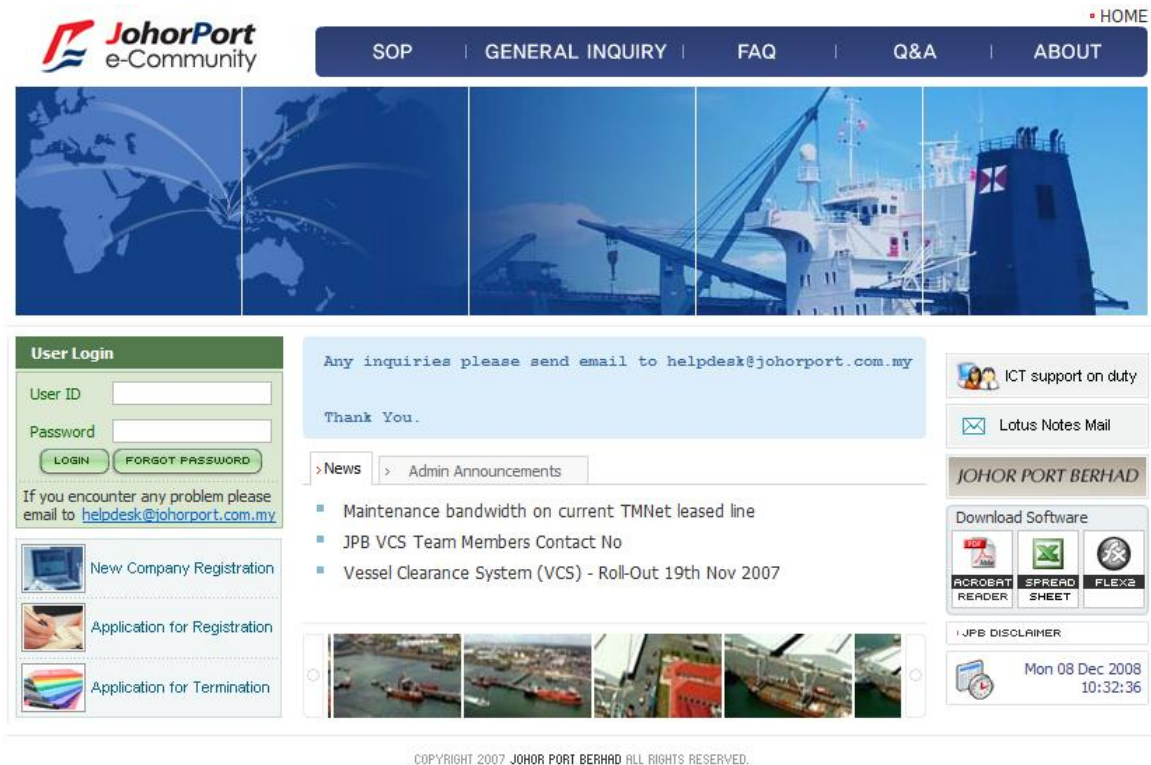 HOME
JohorPort
e-Community
SOP
GENERAL INQUIRY
FAQ
Q&A
ABOUT
User Login
User ID
Password
LOGIN
FORGOT PASSWORD
If you encounter any problem please
email to helpdesk@johorport.com.my
New Company Registration
Application for Registration
Application for Termination
Any inquiries please send email to helpdesk@johorport.com.my
Thank You.
News
Admin Announcements
Maintenance bandwidth on current TMNet leased line
JPB VCS Team Members Contact No
Vessel Clearance System (VCS) - Roll-Out 19th Nov 2007
ICT support on duty
Lotus Notes Mail
JOHOR PORT BERHAD
Download Software
PDF
Adobe
ACROBAT
READER
SPREAD
SHEET
FLEX2
JPB DISCLAIMER
Mon 08 Dec 2008
10:32:36
COPYRIGHT 2007 JOHOR PORT BERHAD ALL RIGHTS RESERVED.